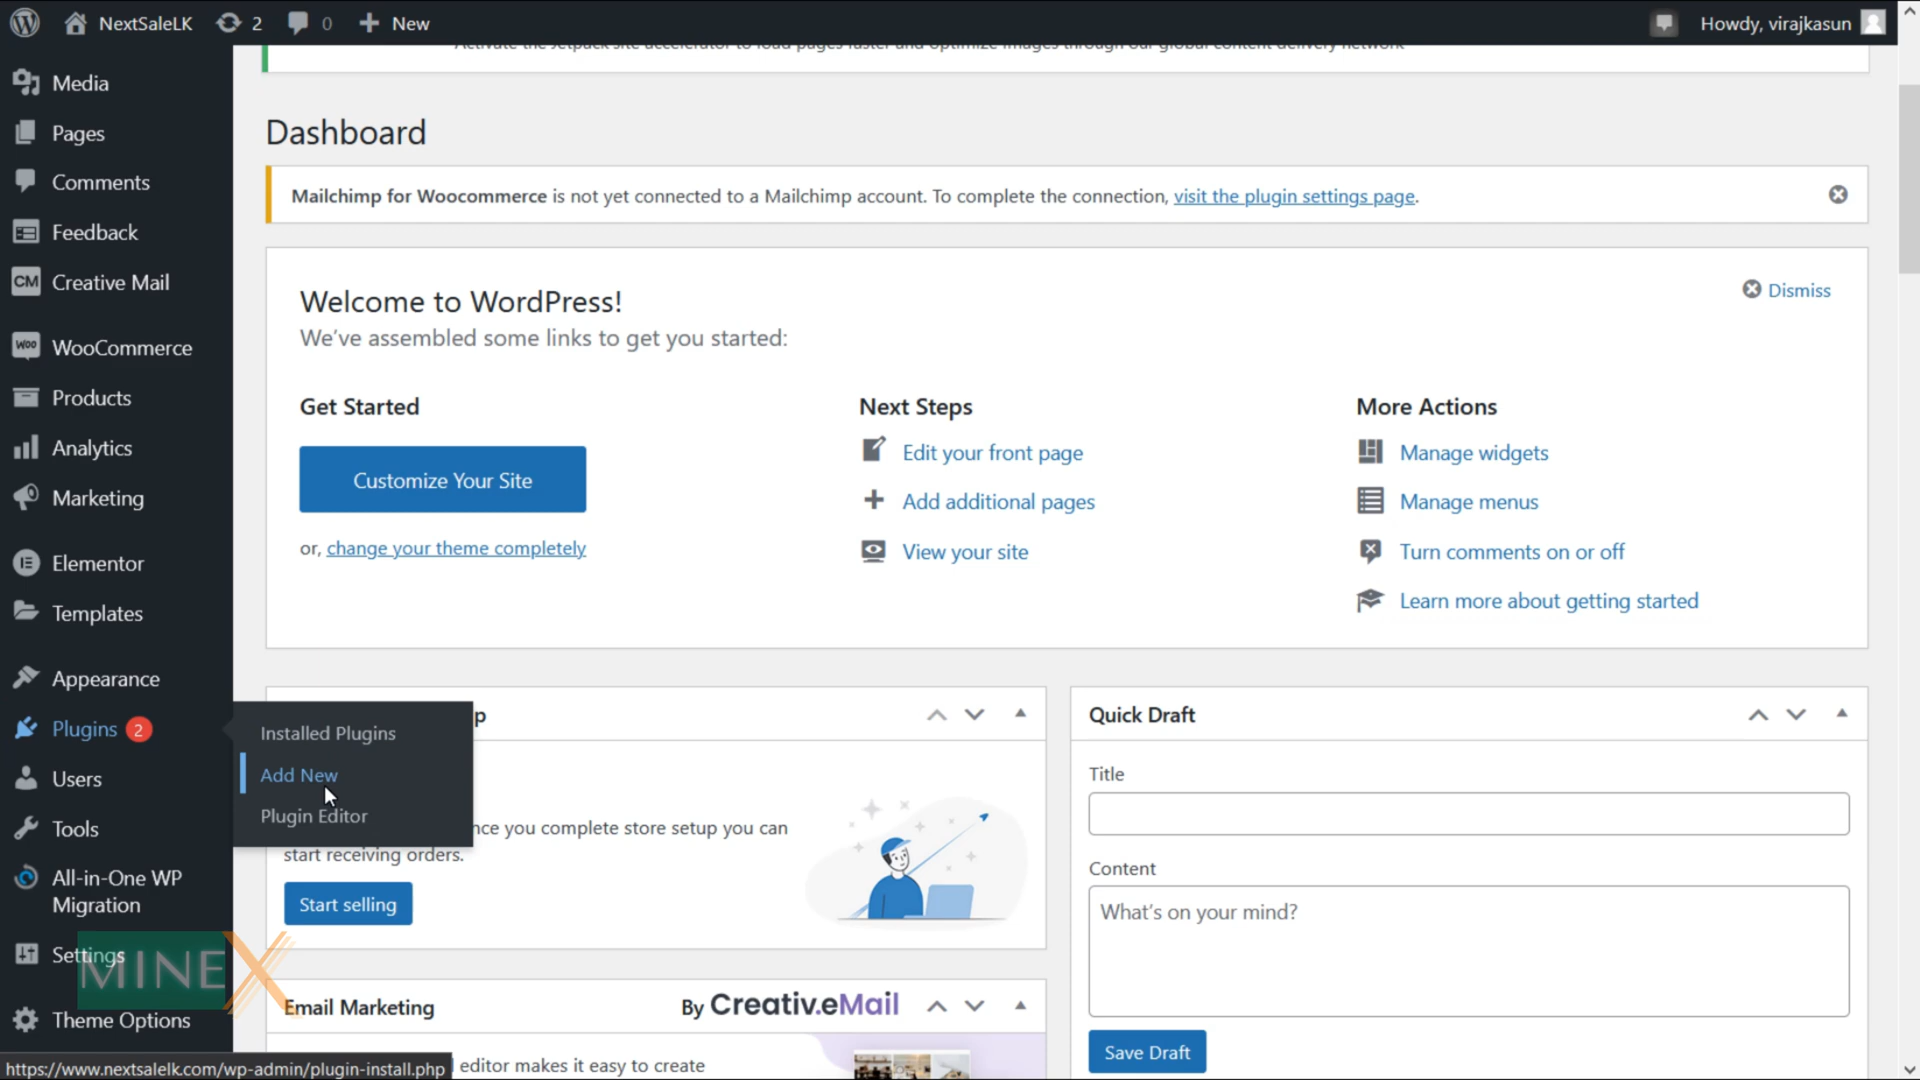 NextSaleLK 2 0 New Howdy, virajkasun
Activate the Jetpack site accelerator to load pages faster and optimize images through our global content delivery network
Media
Pages
Comments
Feedback
CM Creative Mail
Woo WooCommerce
Products
Analytics
Marketing
Elementor
Templates
Appearance
Plugins 2
Users
Tools
All-in-One WP
Migration
Settings
Theme Options
Installed Plugins
Add New
Plugin Editor
Dashboard
Mailchimp for Woocommerce is not yet connected to a Mailchimp account. To complete the connection, visit the plugin settings page.
Welcome to WordPress!
Dismiss
We've assembled some links to get you started:
Get Started
Customize Your Site
or, change your theme completely
Next Steps
Edit your front page
Add additional pages
View your site
More Actions
Manage widgets
Manage menus
Turn comments on or off
Learn more about getting started
you complete store setup you can
start receiving orders.
Start selling
Email Marketing By Creativ.eMail
editor makes it easy to create
Quick Draft
Title
Content
What's on your mind?
Save Draft
MINEX
https://www.nextsalelk.com/wp-admin/plugin-install.php